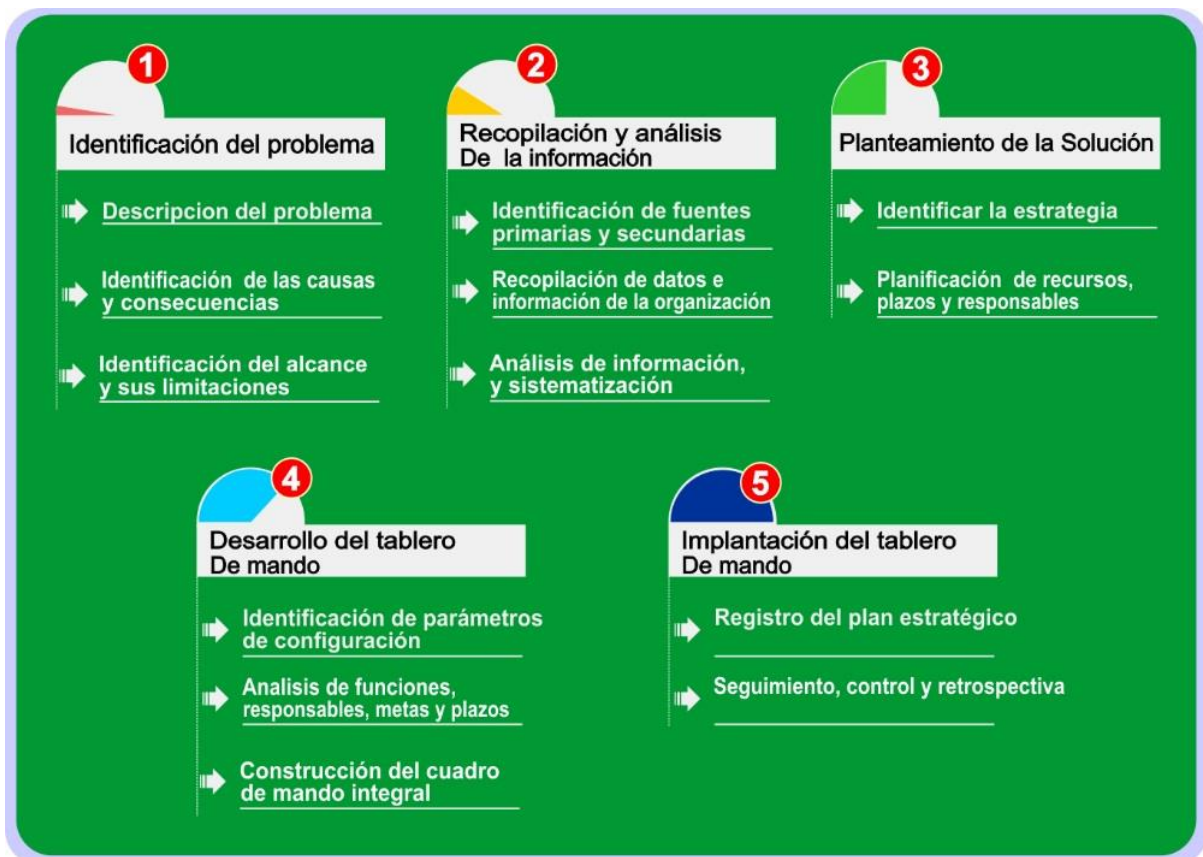 1
Identificación del problema
Descripcion del problema
Identificación de las causas
y consecuencias
Identificación del alcance
y sus limitaciones
2
Recopilación y análisis
De la información
Identificación de fuentes
primarias y secundarias
Recopilación de datos e
información de la organización
Análisis de información,
y sistematización
3
Planteamiento de la Solución
Identificar la estrategia
Planificación de recursos,
plazos y responsables
4
Desarrollo del tablero
De mando
Identificación de parámetros
de configuración
Analisis de funciones,
responsables, metas y plazos
Construcción del cuadro
de mando integral
5
Implantación del tablero
De mando
Registro del plan estratégico
Seguimiento, control y retrospectiva